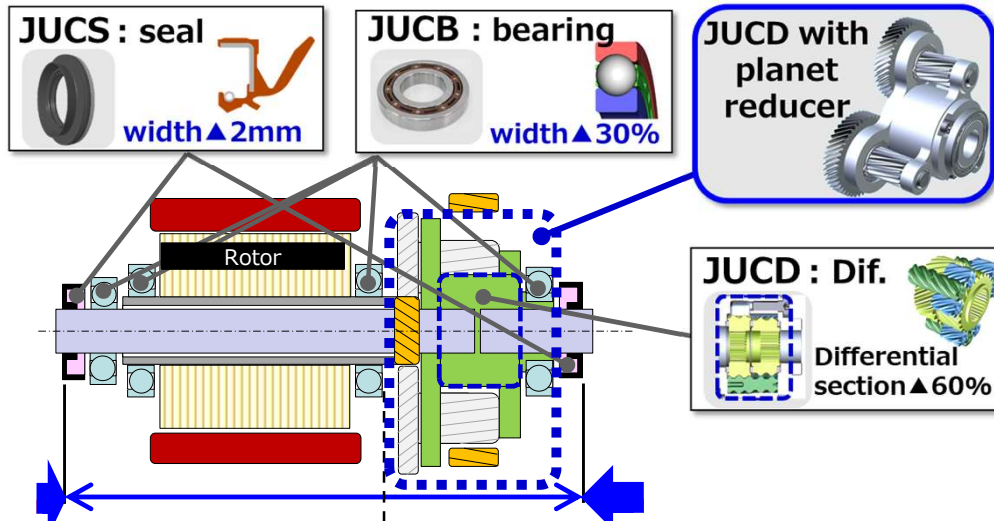 JUCS : seal
width▲2mm
JUCB : bearing
width▲30%
JUCD with
planet
reducer
Rotor
JUCD : Dif.
Differential
section▲60%